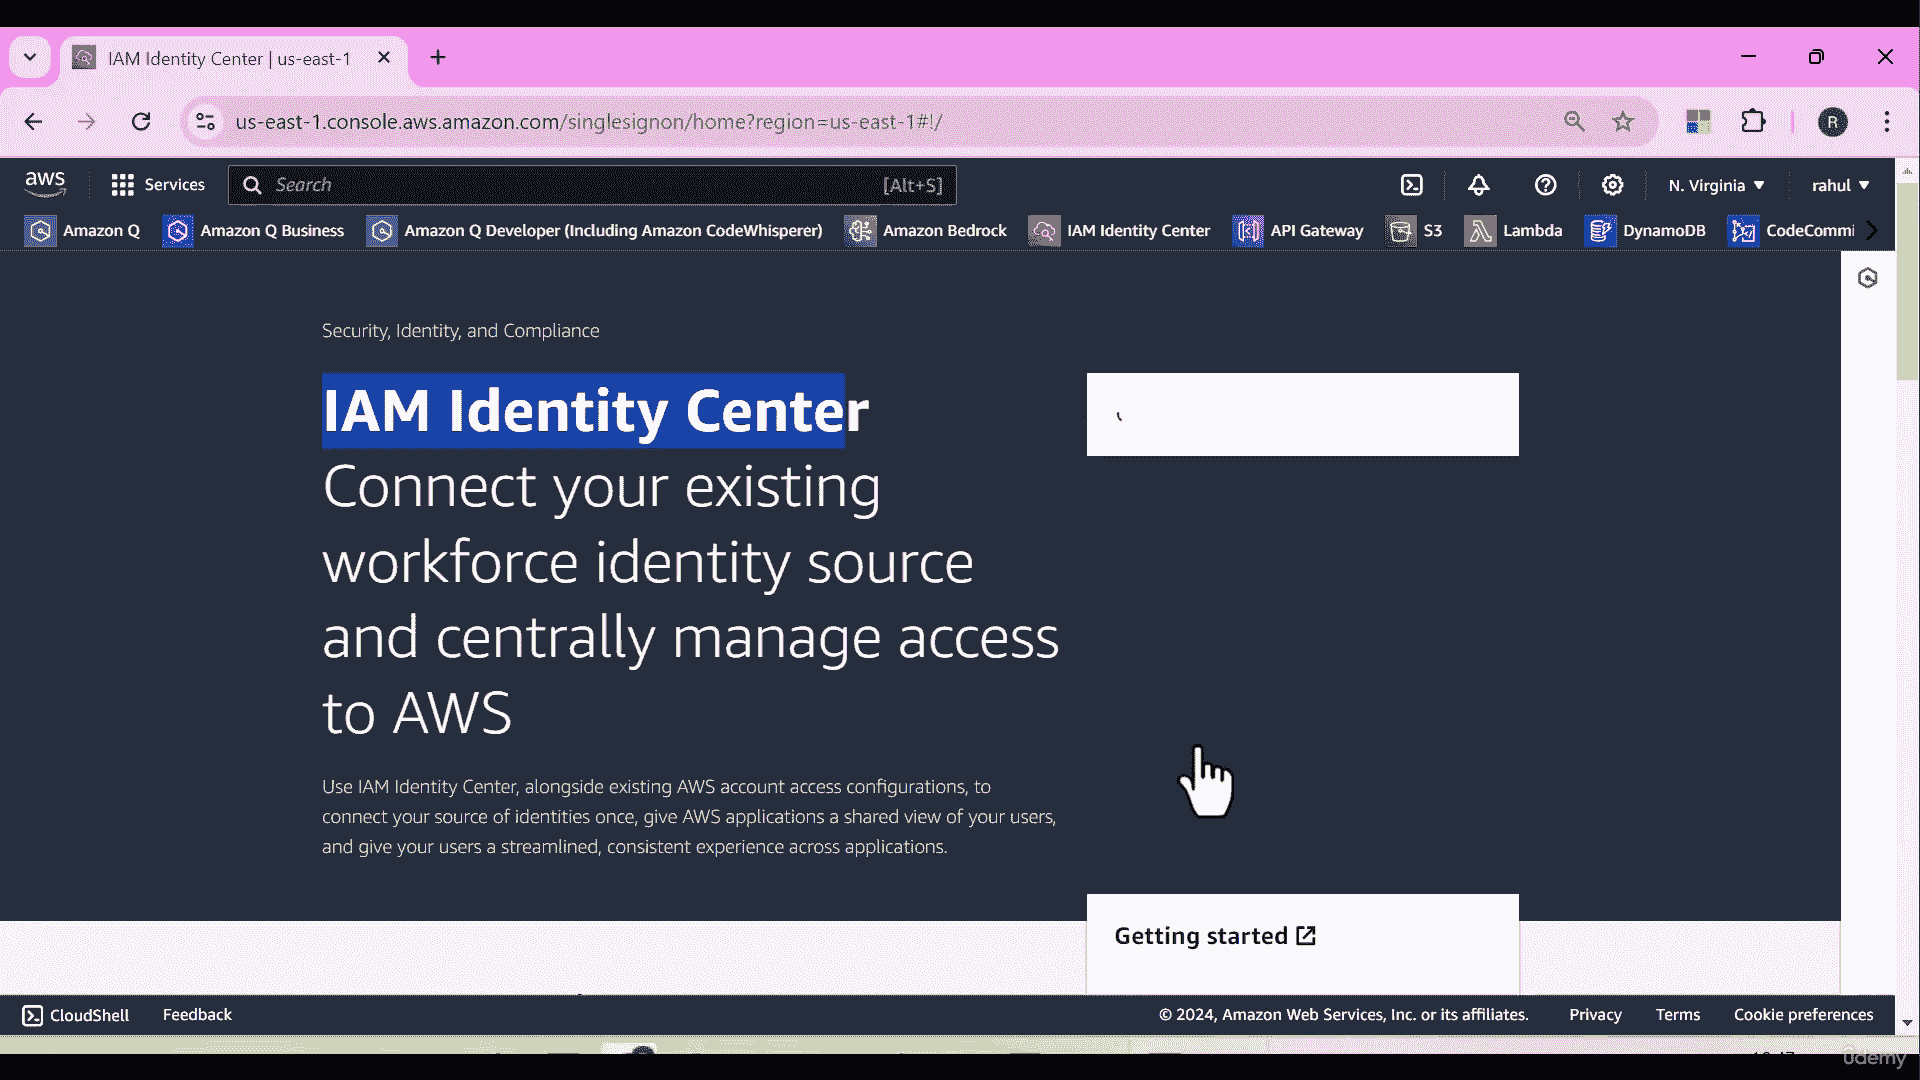 IAM Identity Center | us-east-1
us-east-1.console.aws.amazon.com/singlesignon/home?region=us-east-1#!/
R
aws
Services
Search
[Alt+S]
N. Virginia
rahul
Amazon Q
Amazon Q Business
Amazon Q Developer (Including Amazon CodeWhisperer)
Amazon Bedrock
IAM Identity Center
API Gateway
S3
Lambda
DynamoDB
CodeCommi
Security, Identity, and Compliance
IAM Identity Center
Connect your existing
workforce identity source
and centrally manage access
to AWS
Use IAM Identity Center, alongside existing AWS account access configurations, to
connect your source of identities once, give AWS applications a shared view of your users,
and give your users a streamlined, consistent experience across applications.
Getting started
CloudShell
Feedback
© 2024, Amazon Web Services, Inc. or its affiliates.
Privacy
Terms
Cookie preferences
ûdemy